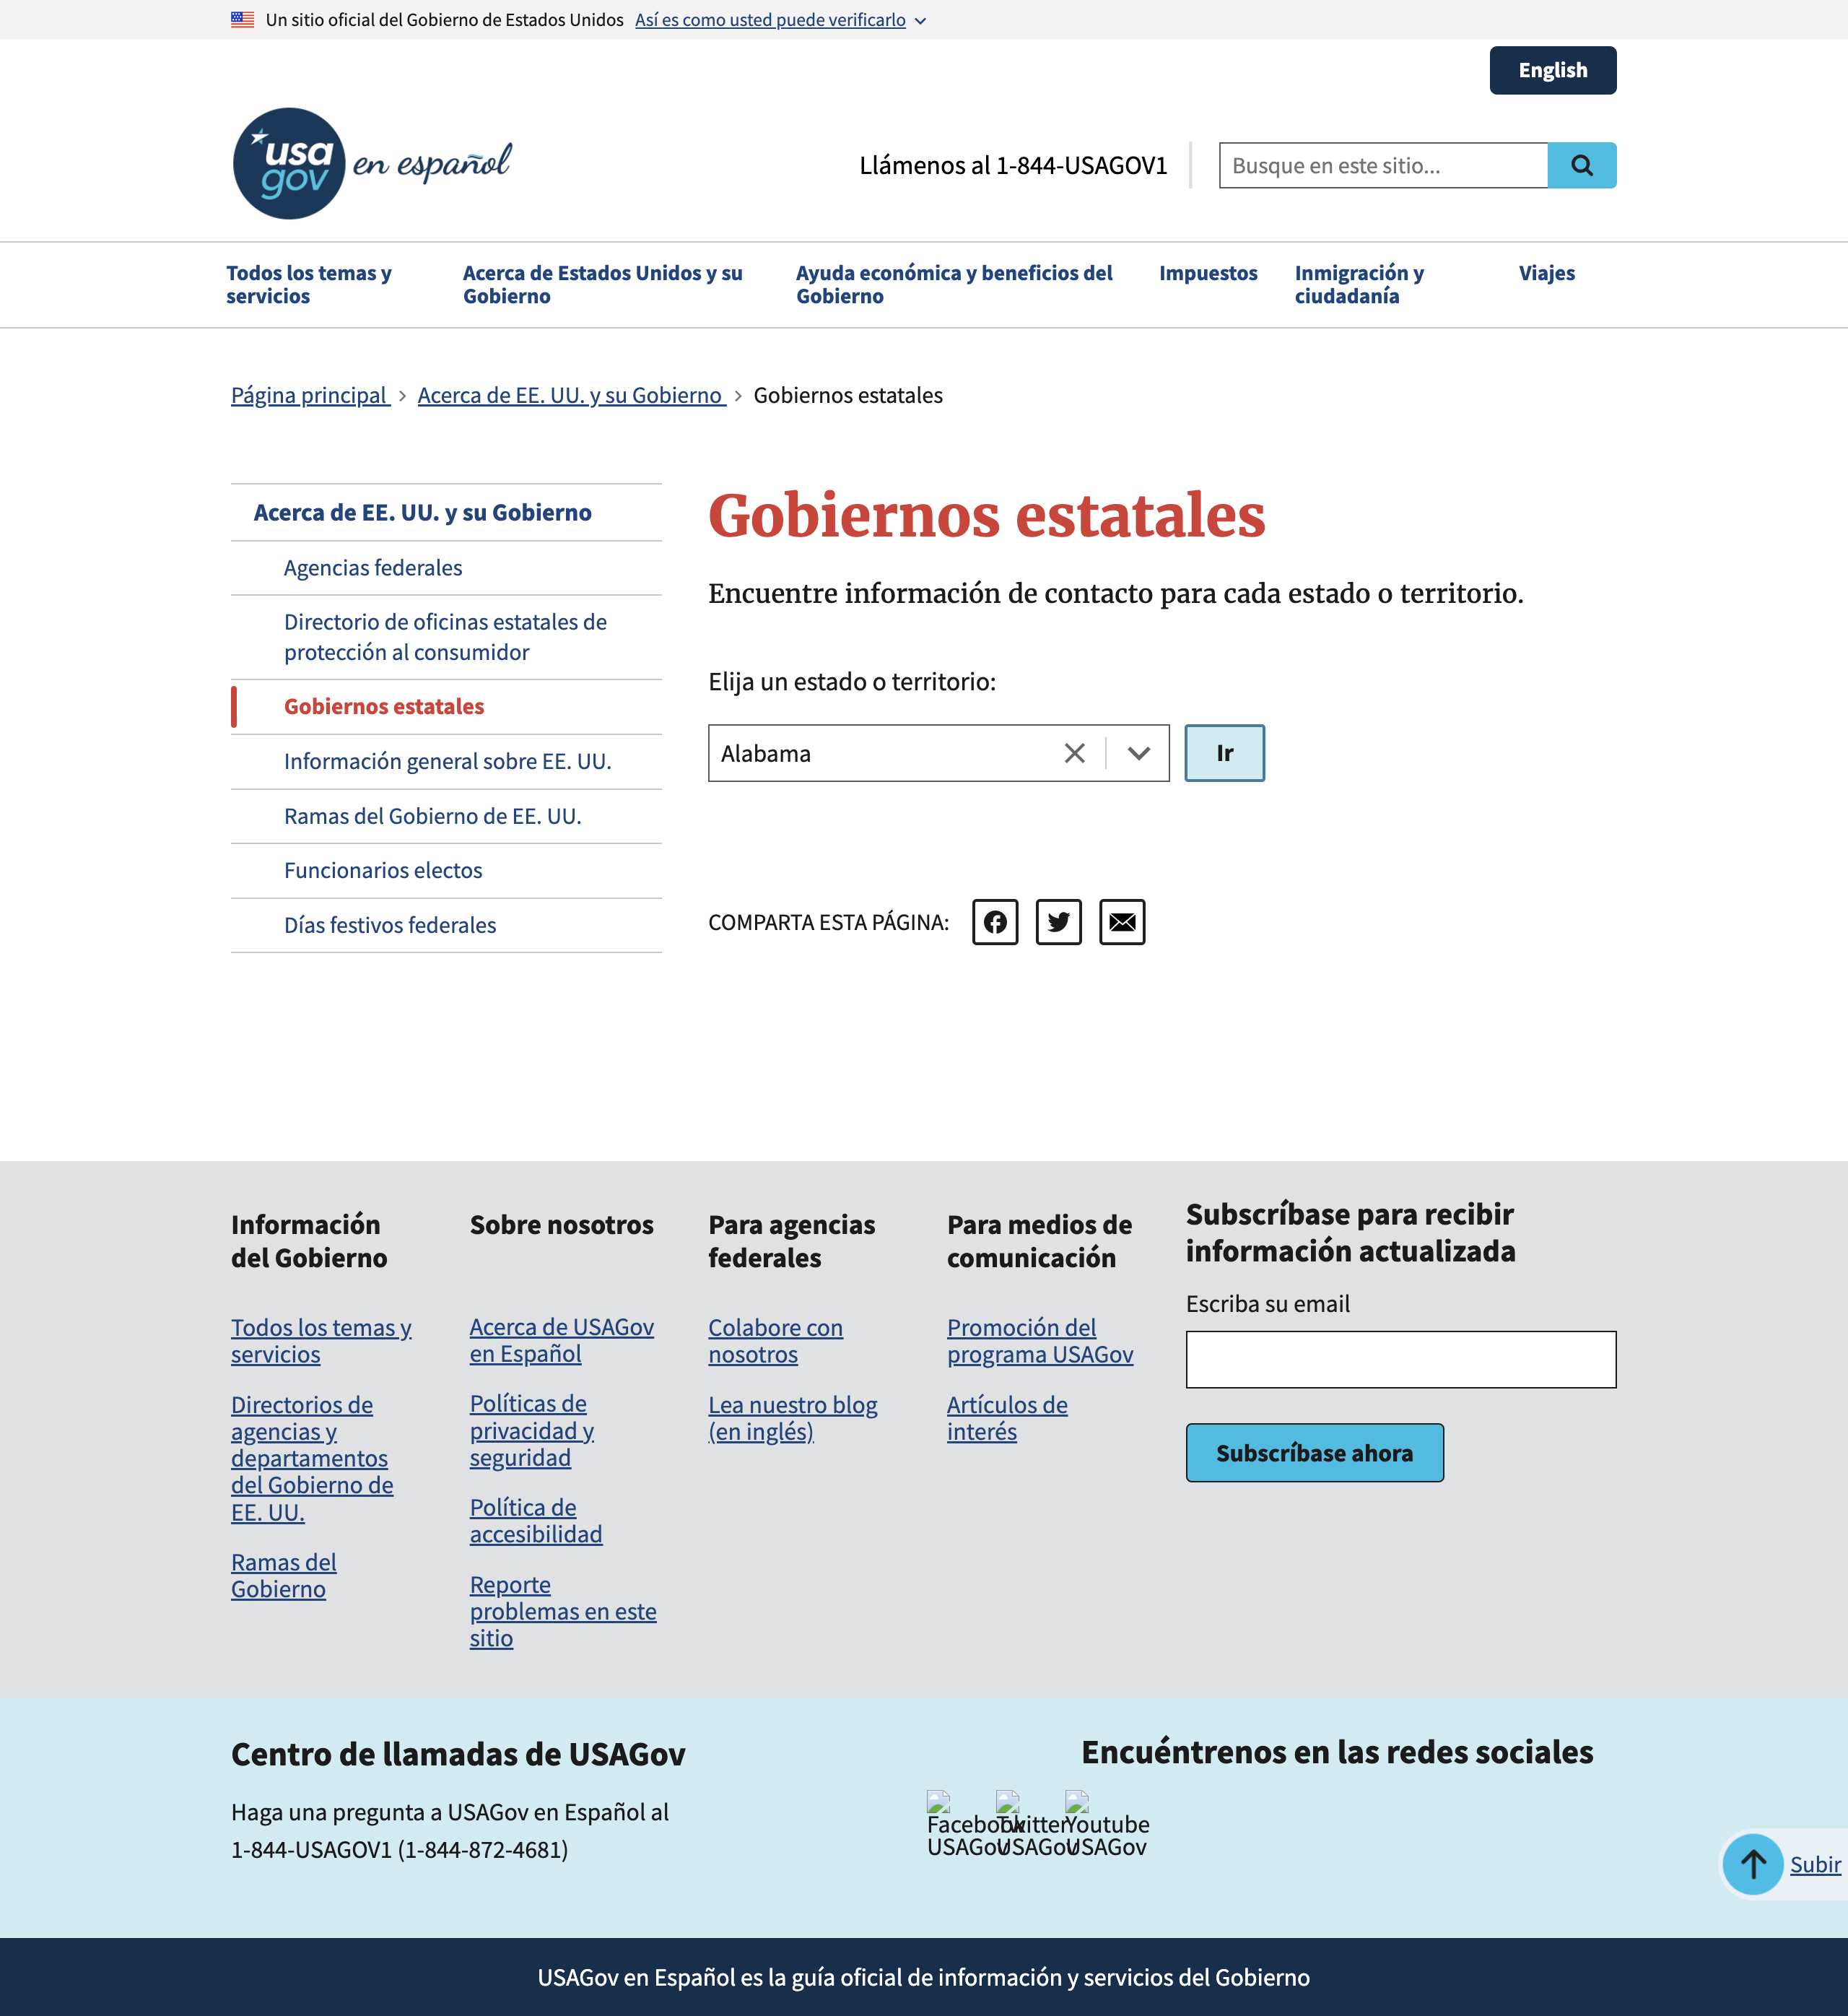 Un sitio oficial del Gobierno de Estados Unidos Así es como usted puede verificarlo
English
usa
gov
en español
Llámenos al 1-844-USAGOV1
Busque en este sitio...
Todos los temas y
servicios
Acerca de Estados Unidos y su
Gobierno
Ayuda económica y beneficios del
Gobierno
Impuestos
Inmigración y
ciudadanía
Viajes
Página principal > Acerca de EE. UU. y su Gobierno > Gobiernos estatales
Acerca de EE. UU. y su Gobierno
Agencias federales
Directorio de oficinas estatales de
protección al consumidor
Gobiernos estatales
Información general sobre EE. UU.
Ramas del Gobierno de EE. UU.
Funcionarios electos
Días festivos federales
Gobiernos estatales
Encuentre información de contacto para cada estado o territorio.
Elija un estado o territorio:
Alabama
Ir
COMPARTA ESTA PÁGINA:
Información
del Gobierno
Todos los temas y
servicios
Directorios de
agencias y
departamentos
del Gobierno de
EE. UU.
Ramas del
Gobierno
Sobre nosotros
Acerca de USAGov
en Español
Políticas de
privacidad y
seguridad
Política de
accesibilidad
Reporte
problemas en este
sitio
Para agencias
federales
Colabore con
nosotros
Lea nuestro blog
(en inglés)
Para medios de
comunicación
Promoción del
programa USAGov
Artículos de
interés
Subscríbase para recibir
información actualizada
Escriba su email
Subscríbase ahora
Centro de llamadas de USAGov
Haga una pregunta a USAGov en Español al
1-844-USAGOV1 (1-844-872-4681)
Encuéntrenos en las redes sociales
Facebook
USAGov
Twitter
USAGov
Youtube
USAGov
Subir
USAGov en Español es la guía oficial de información y servicios del Gobierno